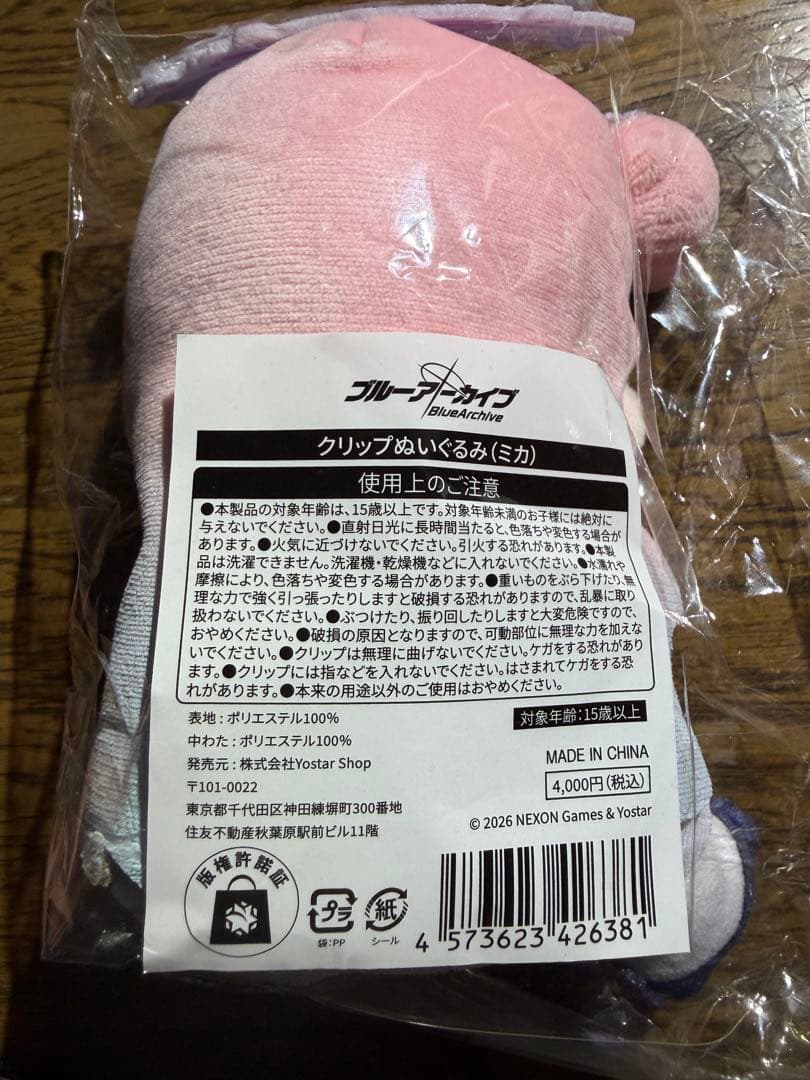 ブルーアーカイブ
BlueArchive
クリップぬいぐるみ(ミカ)
使用上のご注意
●本製品の対象年齢は、15歳以上です。対象年齢未満のお子様には絶対に
与えないでください。●直射日光に長時間当たると、色落ちや変色する場合が
あります。●火気に近づけないでください。引火する恐れがあります。●本製
品は洗濯できません。洗濯機・乾燥機などに入れないでください。●水濡れや
摩擦により、色落ちや変色する場合があります。●重いものをぶら下げたり、無
理な力で強く引っ張ったりしますと破損する恐れがありますので、乱暴に取り
扱わないでください。●ぶつけたり、振り回したりしますと大変危険ですので、
おやめください。●破損の原因となりますので、可動部位に無理な力を加えな
いでください。●クリップは無理に曲げないでください。ケガをする恐れがあり
ます。●クリップには指などを入れないでください。はさまれてケガをする恐
れがあります。●本来の用途以外のご使用はおやめください。
表地:ポリエステル100%
対象年齢:15歳以上
中わた:ポリエステル100%
発売元:株式会社Yostar Shop
MADE IN CHINA
〒101-0022
4,000円(税込)
東京都千代田区神田練塀町300番地
© 2026 NEXON Games & Yostar
住友不動産秋葉原駅前ビル11階
版権許諾証
プラ
袋:PP
紙
シール
4 573623 426381